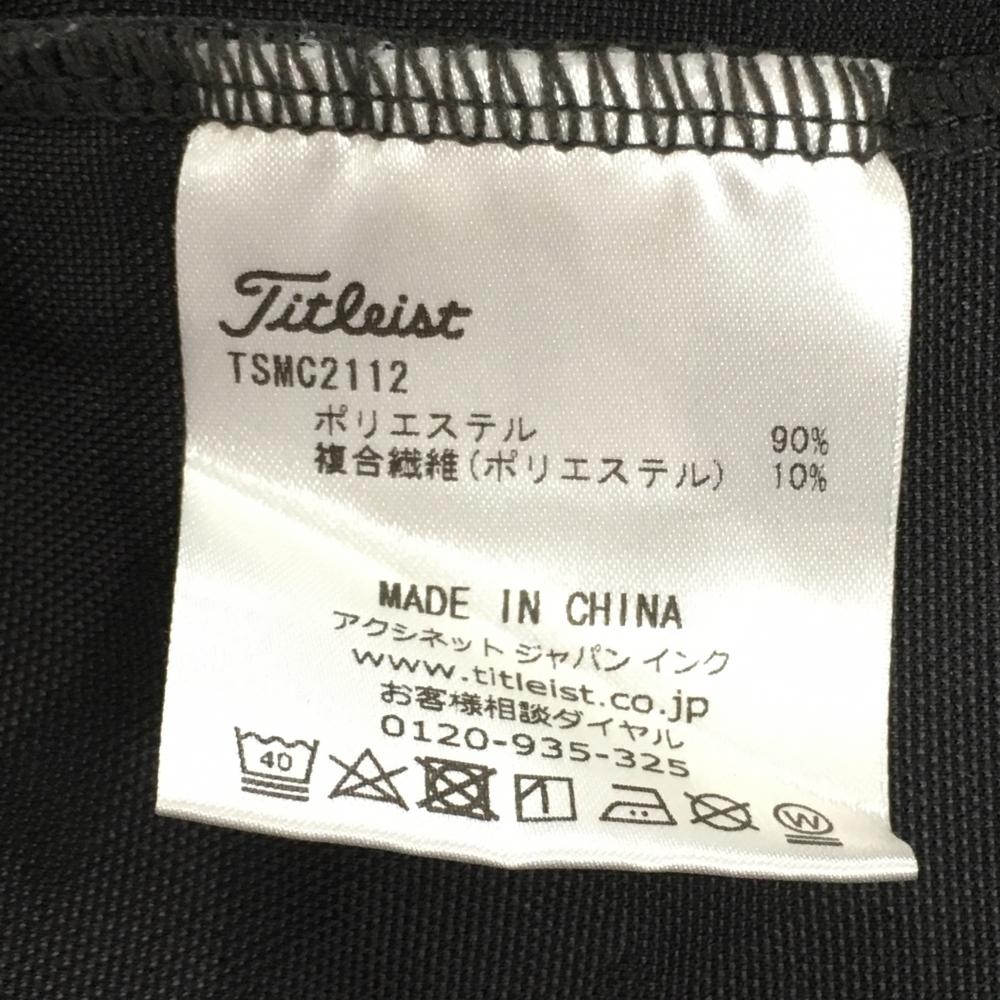 Titleist
TSMC2112
ポリエステル 90%
複合繊維(ポリエステル) 10%
MADE IN CHINA
アクシネット ジャパン インク
www.titleist.co.jp
お客様相談ダイヤル
0120-935-325
40 W